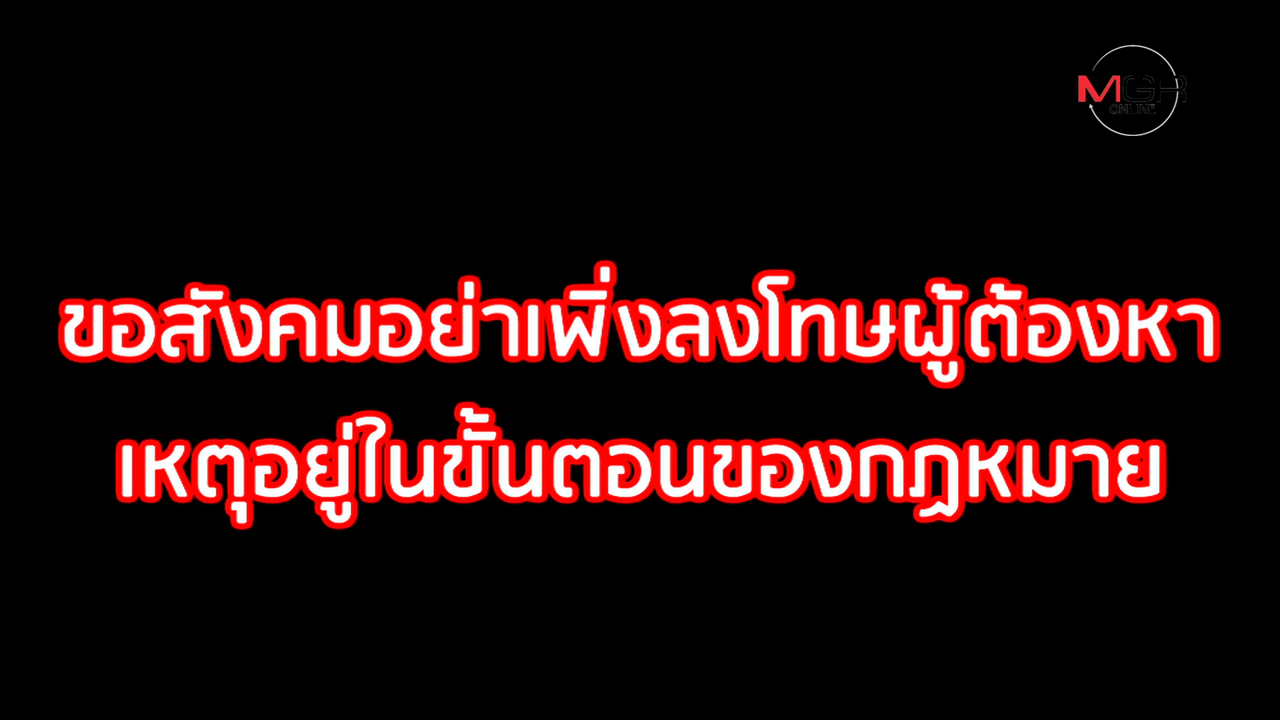 MGR
ONLINE
ขอสังคมอย่าเพิ่งลงโทษผู้ต้องหา
เหตุอยู่ในขั้นตอนของกฎหมาย